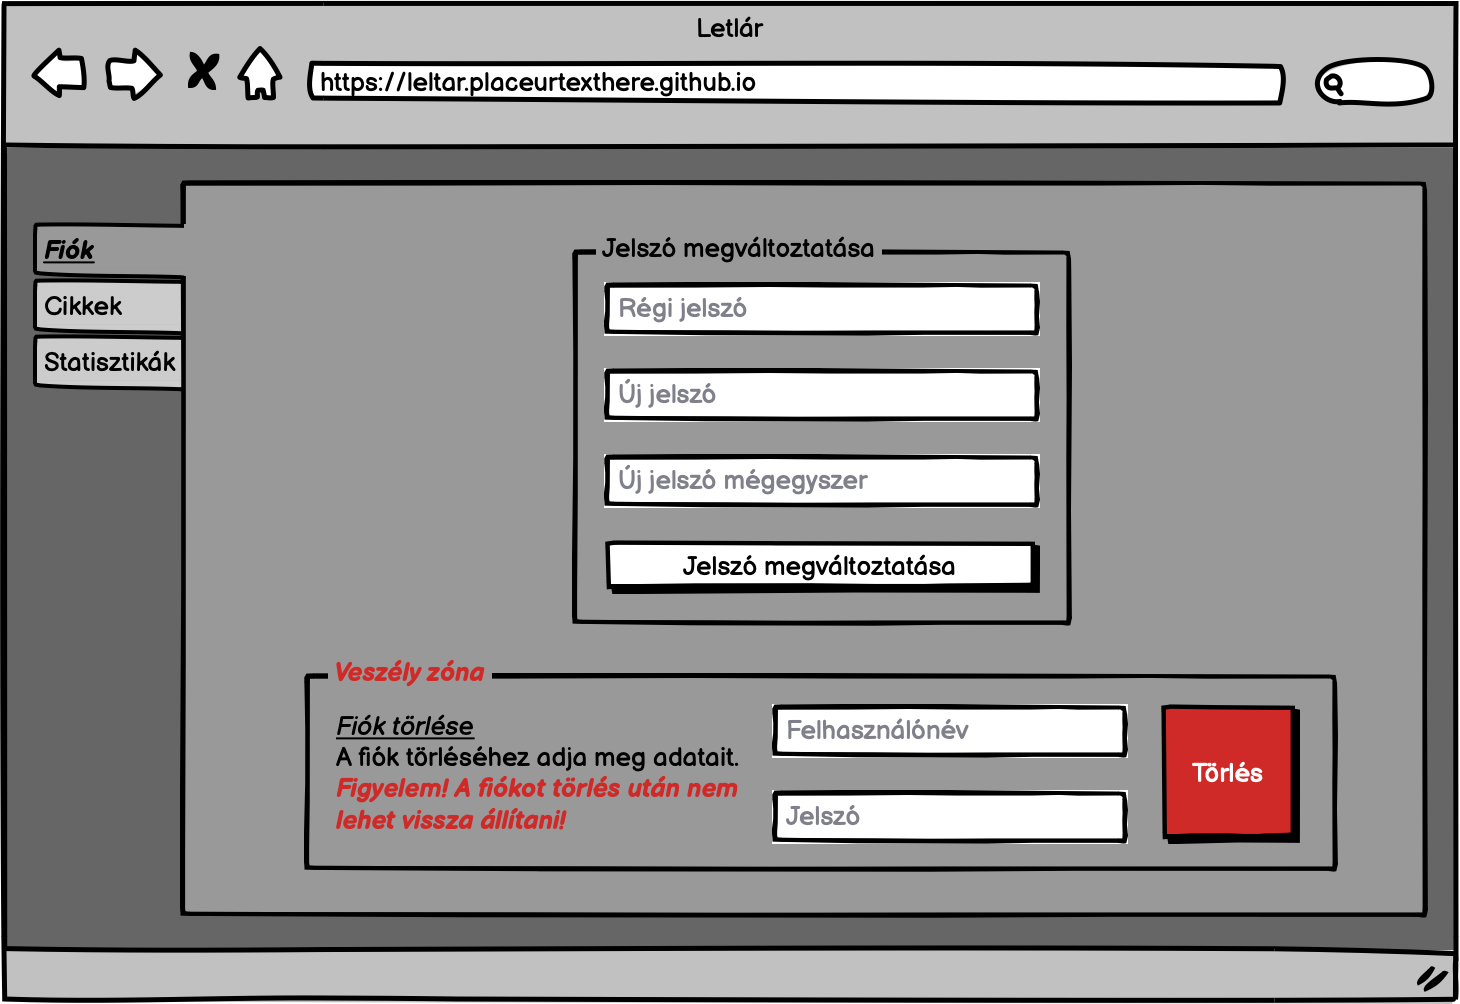 Letlár
https://leltar.placeurtexthere.github.io
Fiók
Cikkek
Statisztikák
Jelszó megváltoztatása
Régi jelszó
Új jelszó
Új jelszó mégegyszer
Jelszó megváltoztatása
Veszély zóna
Fiók törlése
A fiók törléséhez adja meg adatait.
Figyelem! A fiókot törlés után nem
lehet vissza állítani!
Felhasználónév
Jelszó
Törlés